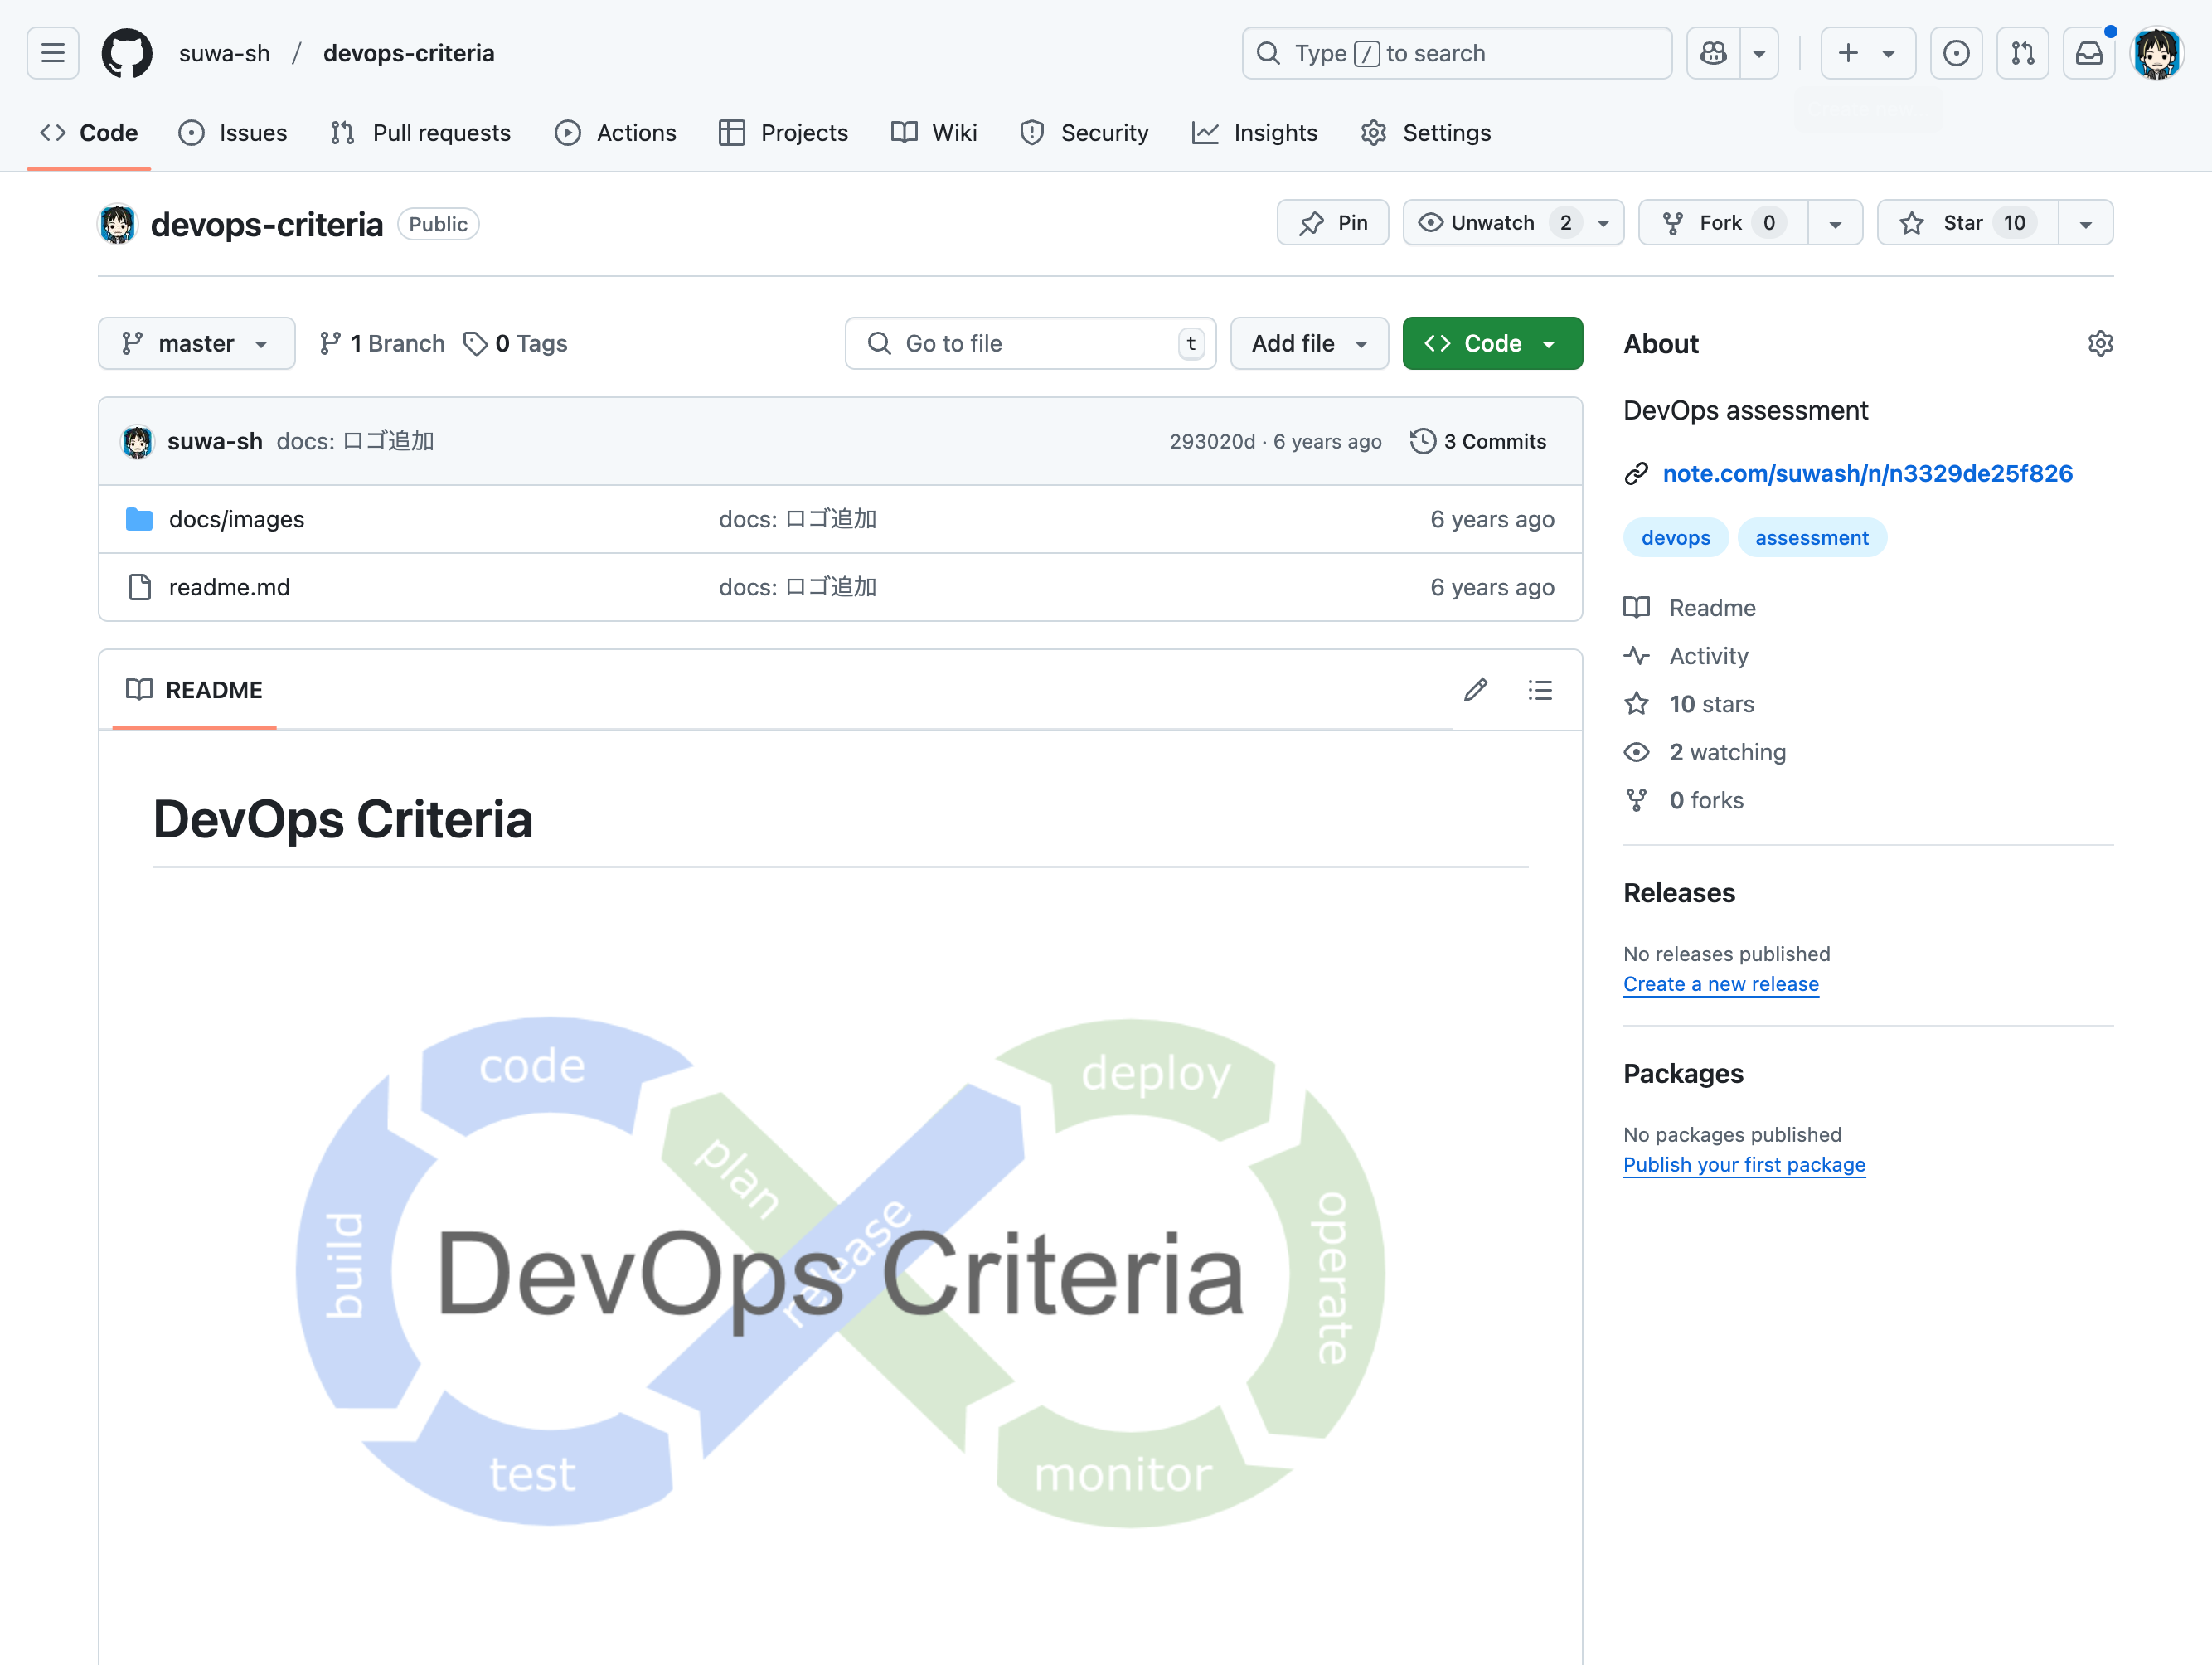 suwa-sh / devops-criteria
Type / to search
Code
Issues
Pull requests
Actions
Projects
Wiki
Security
Insights
Settings
devops-criteria Public
Pin
Unwatch 2
Fork 0
Star 10
master
1 Branch
0 Tags
Go to file t
Add file
Code
suwa-sh docs: ロゴ追加 293020d · 6 years ago 3 Commits
docs/images docs: ロゴ追加 6 years ago
readme.md docs: ロゴ追加 6 years ago
README
DevOps Criteria
code
deploy
plan
release
build
operate
DevOps Criteria
test
monitor
About
DevOps assessment
note.com/suwash/n/n3329de25f826
devops assessment
Readme
Activity
10 stars
2 watching
0 forks
Releases
No releases published
Create a new release
Packages
No packages published
Publish your first package